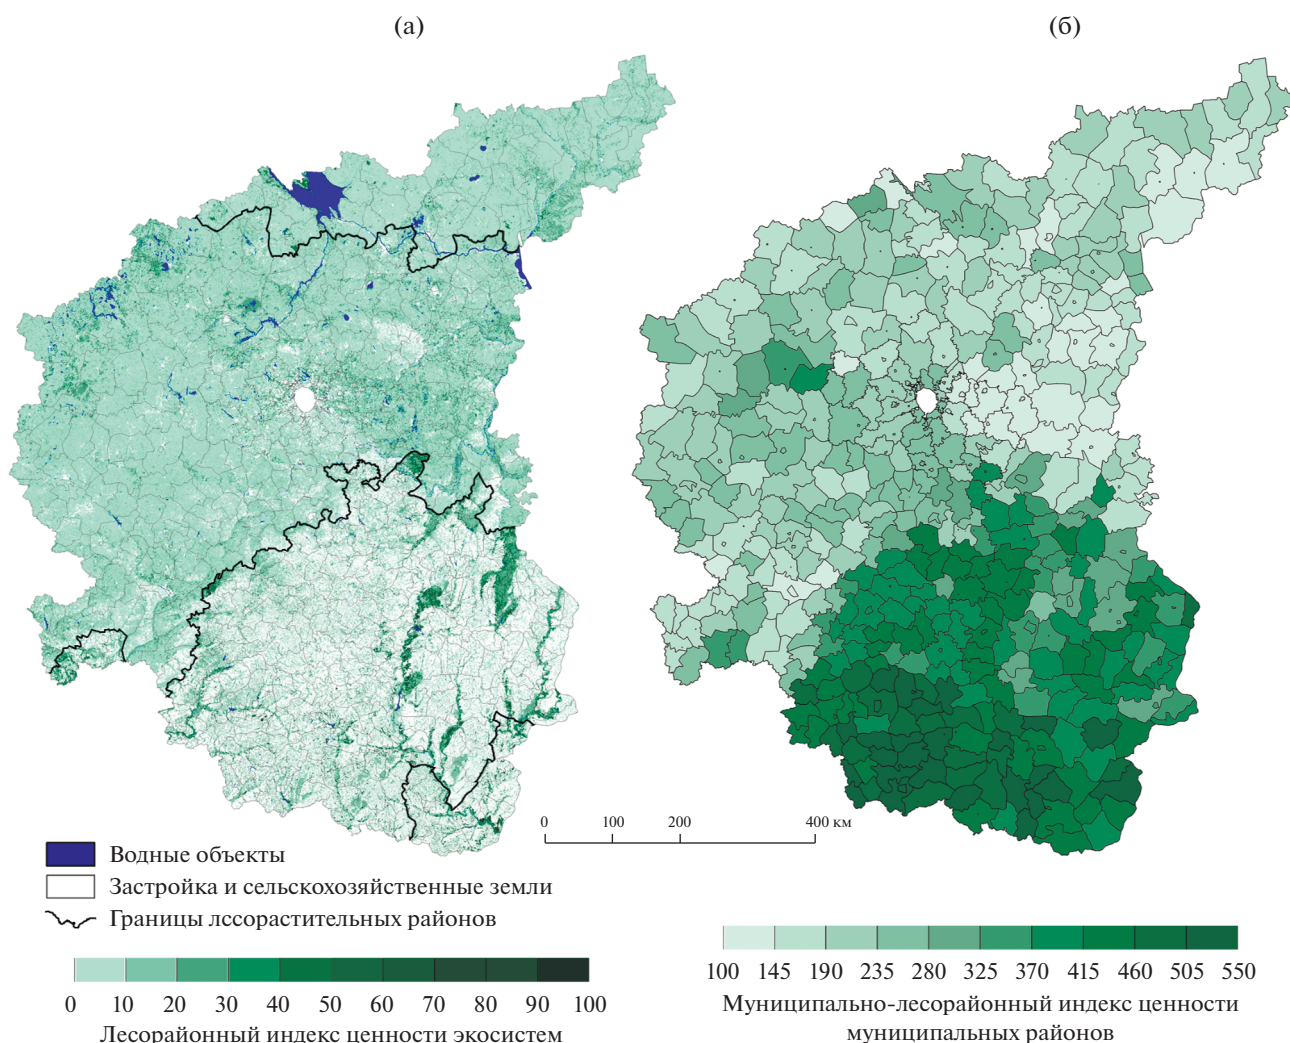 (а)
(б)
0 100 200 400 км
Водные объекты
Застройка и сельскохозяйственные земли
Границы лссорастительных районов
0 10 20 30 40 50 60 70 80 90 100
Лесорайонный индекс ценности экосистем
100 145 190 235 280 325 370 415 460 505 550
Муниципально-лесорайонный индекс ценности
муниципальных районов